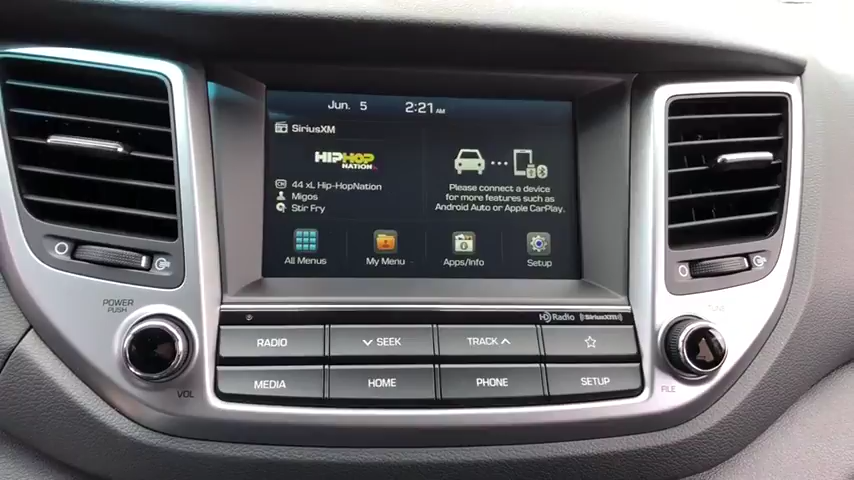 Jun. 5 2:21 AM
SiriusXM
HIPHOP
NATION
44 xL Hip-HopNation
Migos
Stir Fry
Please connect a device
for more features such as
Android Auto or Apple CarPlay.
All Menus My Menu Apps/Info Setup
HD Radio ((SiriusXM))
POWER
PUSH
VOL
RADIO SEEK TRACK
MEDIA HOME PHONE SETUP
TUNE
FILE